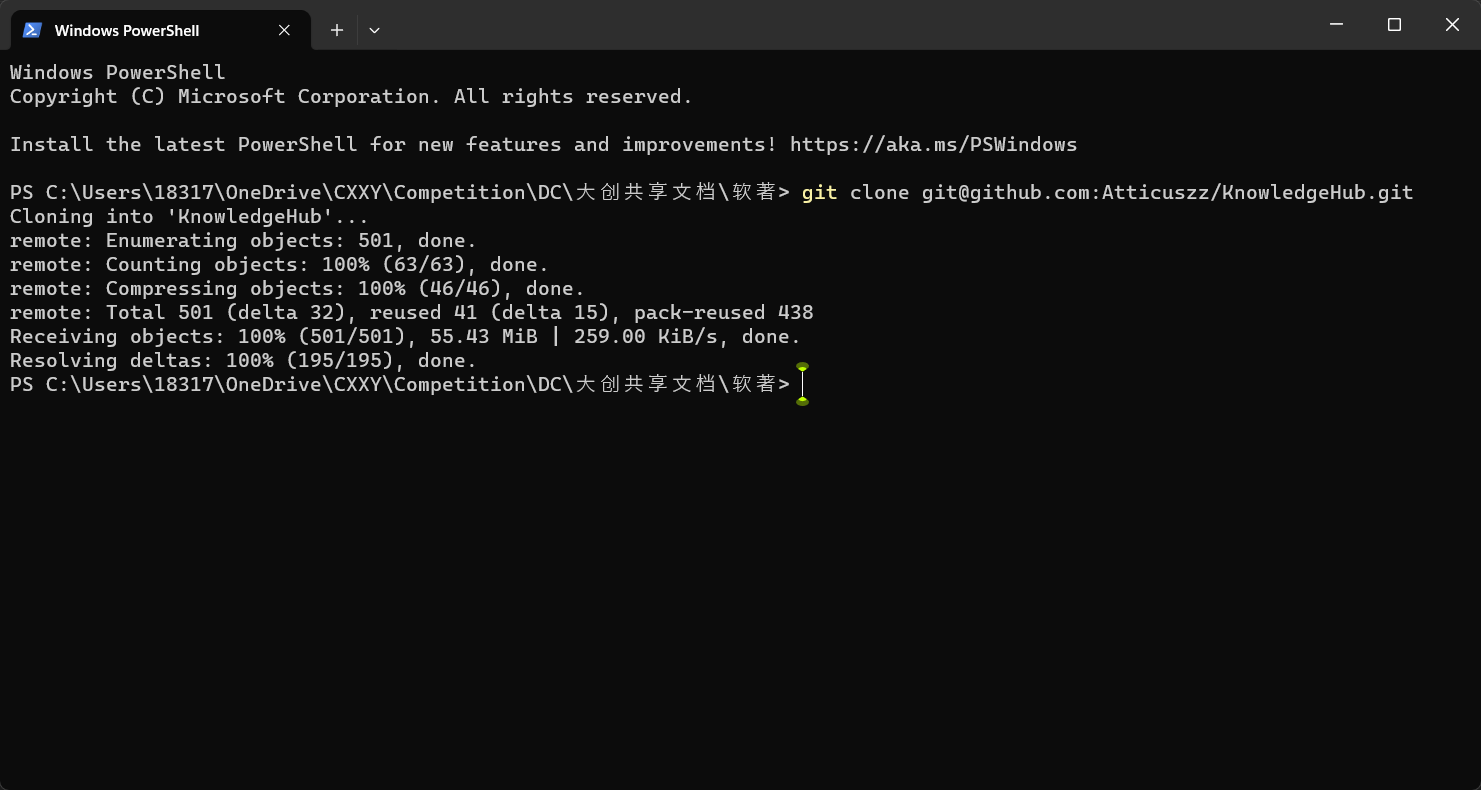 Windows PowerShell
Windows PowerShell
Copyright (C) Microsoft Corporation. All rights reserved.
Install the latest PowerShell for new features and improvements! https://aka.ms/PSWindows
PS C:\Users\18317\OneDrive\CXXY\Competition\DC\大创共享文档\软著> git clone git@github.com:Atticuszz/KnowledgeHub.git
Cloning into 'KnowledgeHub'...
remote: Enumerating objects: 501, done.
remote: Counting objects: 100% (63/63), done.
remote: Compressing objects: 100% (46/46), done.
remote: Total 501 (delta 32), reused 41 (delta 15), pack-reused 438
Receiving objects: 100% (501/501), 55.43 MiB | 259.00 KiB/s, done.
Resolving deltas: 100% (195/195), done.
PS C:\Users\18317\OneDrive\CXXY\Competition\DC\大创共享文档\软著>